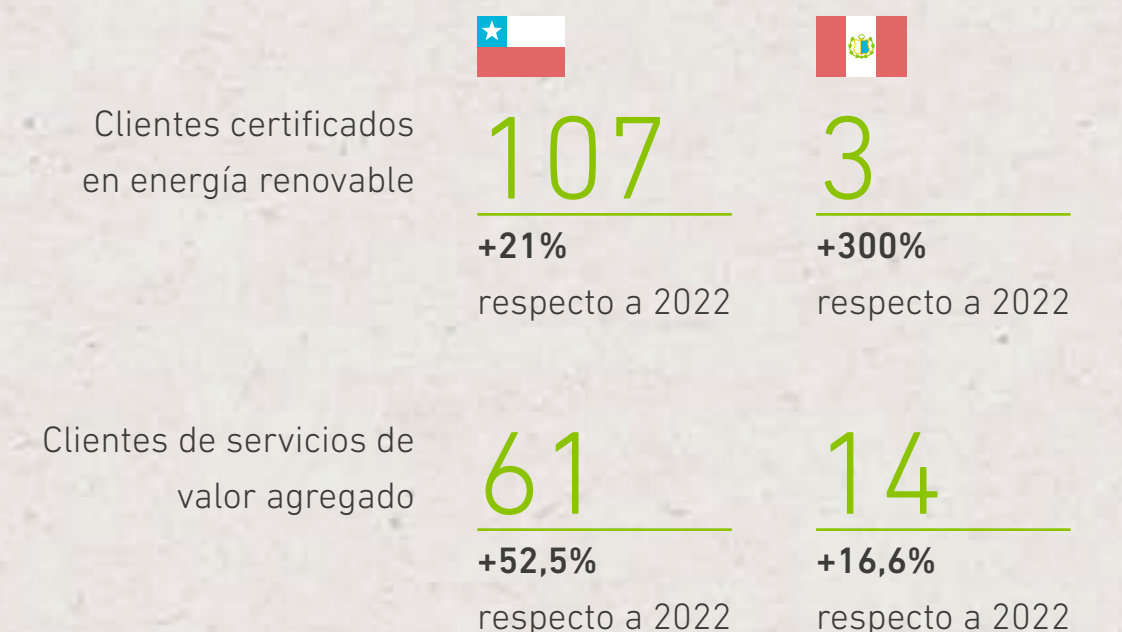 Clientes certificados
en energía renovable
107
+21%
respecto a 2022
3
+300%
respecto a 2022
Clientes de servicios de
valor agregado
61
+52,5%
respecto a 2022
14
+16,6%
respecto a 2022